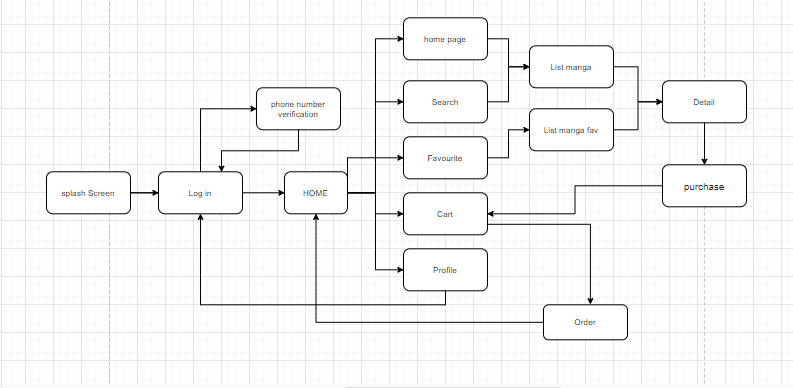 home page
List manga
Search
Detail
phone number
verification
List manga fav
Favourite
splash Screen
Log in
HOME
purchase
Cart
Profile
Order